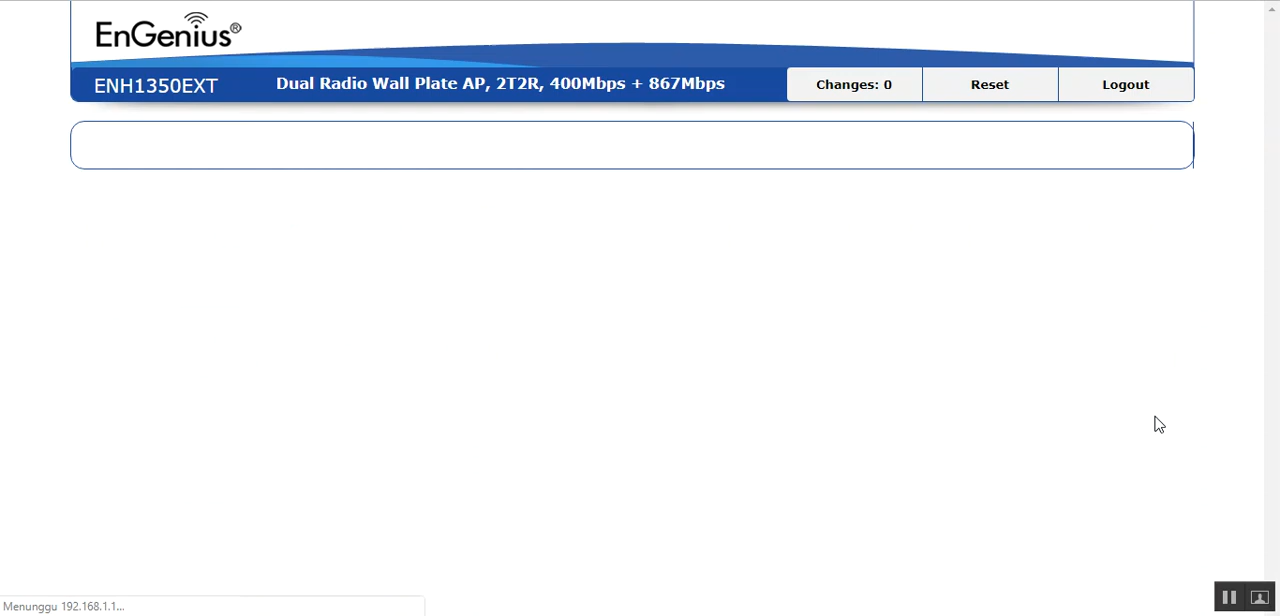 EnGenius®
ENH1350EXT
Dual Radio Wall Plate AP, 2T2R, 400Mbps + 867Mbps
Changes: 0
Reset
Logout
Menunggu 192.168.1.1...